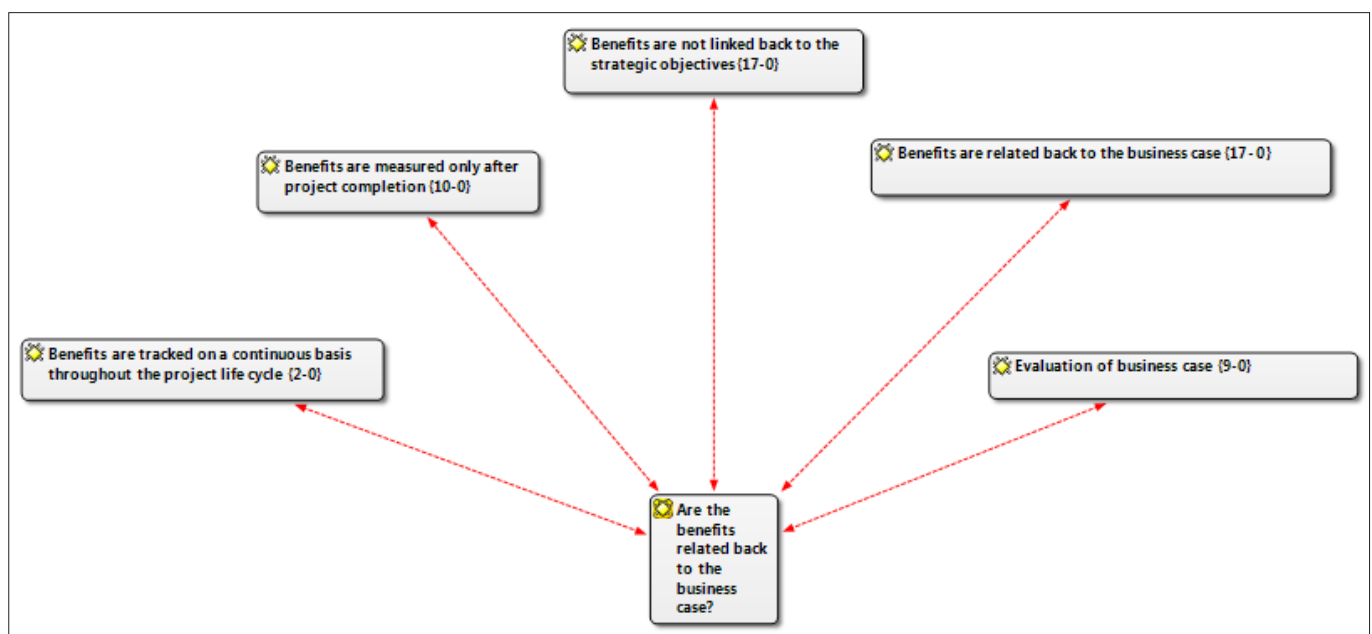 Benefits are not linked back to the
strategic objectives {17-0}
Benefits are related back to the business case {17- 0}
Benefits are measured only after
project completion {10-0}
Benefits are tracked on a continuous basis
throughout the project life cycle {2-0}
Evaluation of business case {9-0}
Are the
benefits
related back
to the
business
case?